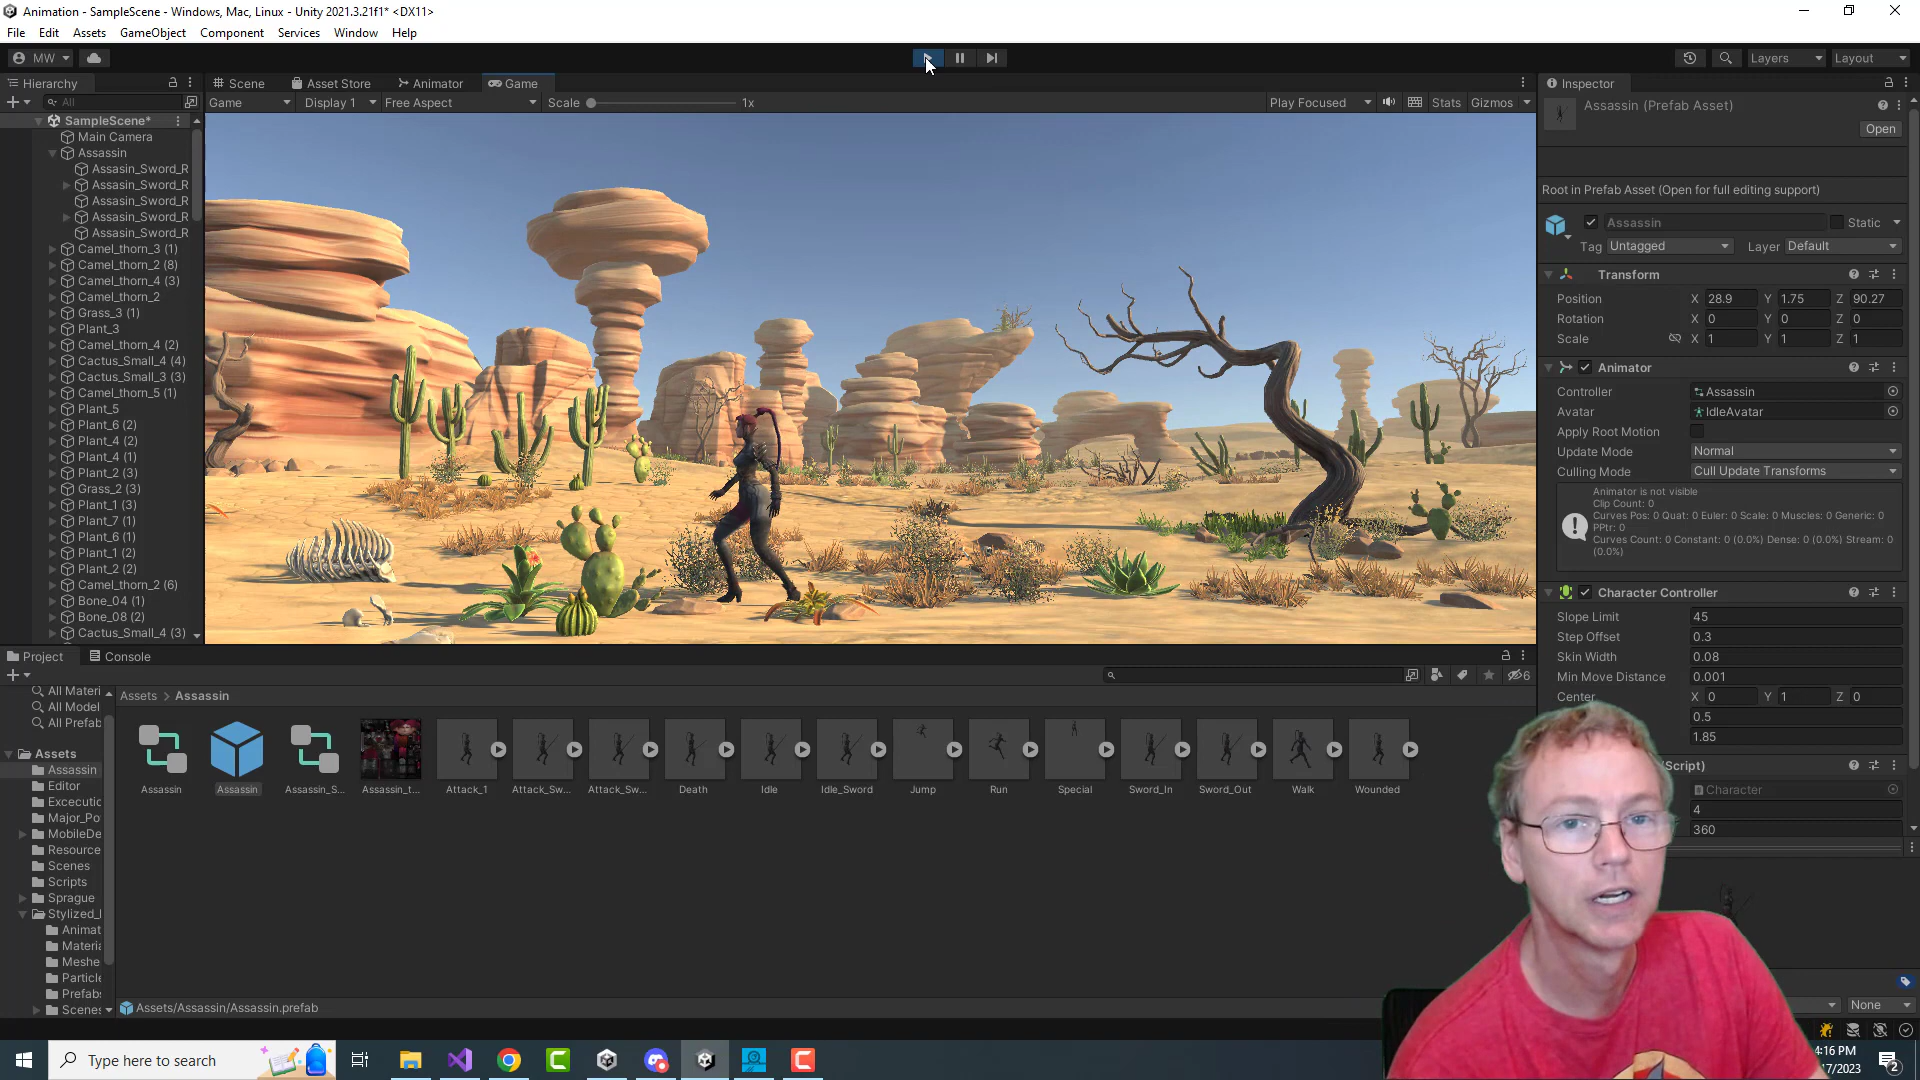 Animation - SampleScene - Windows, Mac, Linux - Unity 2021.3.21f1* <DX11>
File Edit Assets GameObject Component Services Window Help
MW Layers Layout
Hierarchy Scene Asset Store Animator Game Inspector
All Game Display 1 Free Aspect Scale 1x Play Focused Stats Gizmos
SampleScene*
Main Camera
Assassin
Assasin_Sword_R
Assasin_Sword_R
Assasin_Sword_R
Assasin_Sword_R
Assasin_Sword_R
Camel_thorn_3 (1)
Camel_thorn_2 (8)
Camel_thorn_4 (3)
Camel_thorn_2
Grass_3 (1)
Plant_3
Camel_thorn_4 (2)
Cactus_Small_4 (4)
Cactus_Small_3 (3)
Camel_thorn_5 (1)
Plant_5
Plant_6 (2)
Plant_4 (2)
Plant_4 (1)
Plant_2 (3)
Grass_2 (3)
Plant_1 (3)
Plant_7 (1)
Plant_6 (1)
Plant_1 (2)
Plant_2 (2)
Camel_thorn_2 (6)
Bone_04 (1)
Bone_08 (2)
Cactus_Small_4 (3)
Assassin (Prefab Asset)
Open
Root in Prefab Asset (Open for full editing support)
Assassin Static
Tag Untagged Layer Default
Transform
Position X 28.9 Y 1.75 Z 90.27
Rotation X 0 Y 0 Z 0
Scale X 1 Y 1 Z 1
Animator
Controller Assassin
Avatar IdleAvatar
Apply Root Motion
Update Mode Normal
Culling Mode Cull Update Transforms
Animator is not visible
Clip Count: 0
Curves Pos: 0 Quat: 0 Euler: 0 Scale: 0 Muscles: 0 Generic: 0
PPtr: 0
Curves Count: 0 Constant: 0 (0.0%) Dense: 0 (0.0%) Stream: 0
(0.0%)
Character Controller
Slope Limit 45
Step Offset 0.3
Skin Width 0.08
Min Move Distance 0.001
Center X 0 Y 1 Z 0
0.5
1.85
Script)
Character
4
360
None
Project Console
6
All Materi
All Model
All Prefab
Assets
Assassin
Editor
Excecutic
Major_Po
MobileDe
Resource
Scenes
Scripts
Sprague
Stylized_
Animat
Materia
Meshe
Particle
Prefabs
Scenes
Assets > Assassin
Assassin Assassin Assassin_S... Assassin_t... Attack_1 Attack_Sw... Attack_Sw... Death Idle Idle_Sword Jump Run Special Sword_In Sword_Out Walk Wounded
Assets/Assassin/Assassin.prefab
Type here to search
4:16 PM
17/2023
2